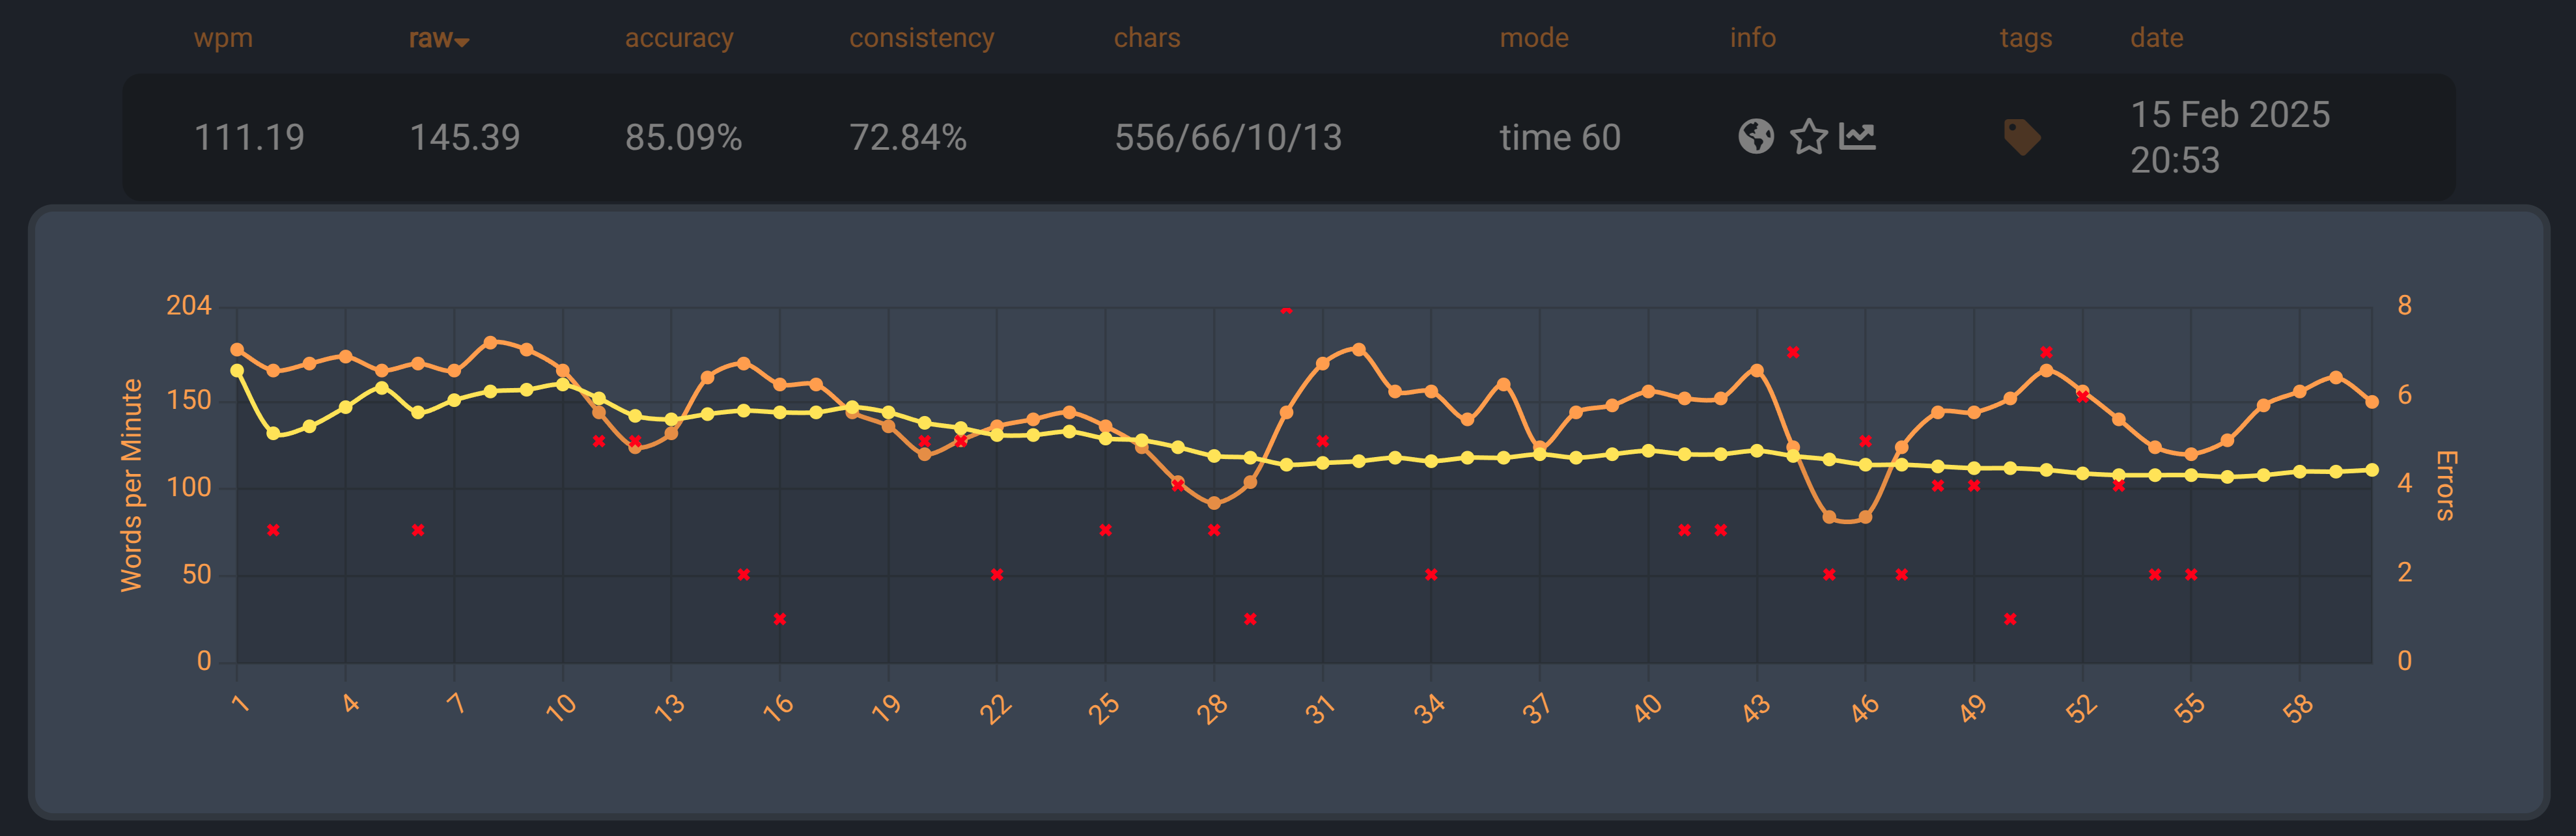 wpm raw accuracy consistency chars mode info tags date
111.19 145.39 85.09% 72.84% 556/66/10/13 time 60 15 Feb 2025
20:53
204 8
150 6
100 4
50 2
0 0
Words per Minute
Errors
1 4 7 10 13 16 19 22 25 28 31 34 37 40 43 46 49 52 55 58